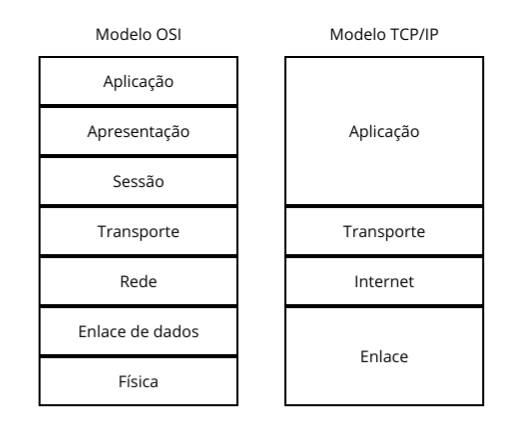 Modelo OSI
Aplicação
Apresentação
Sessão
Transporte
Rede
Enlace de dados
Física
Modelo TCP/IP
Aplicação
Transporte
Internet
Enlace